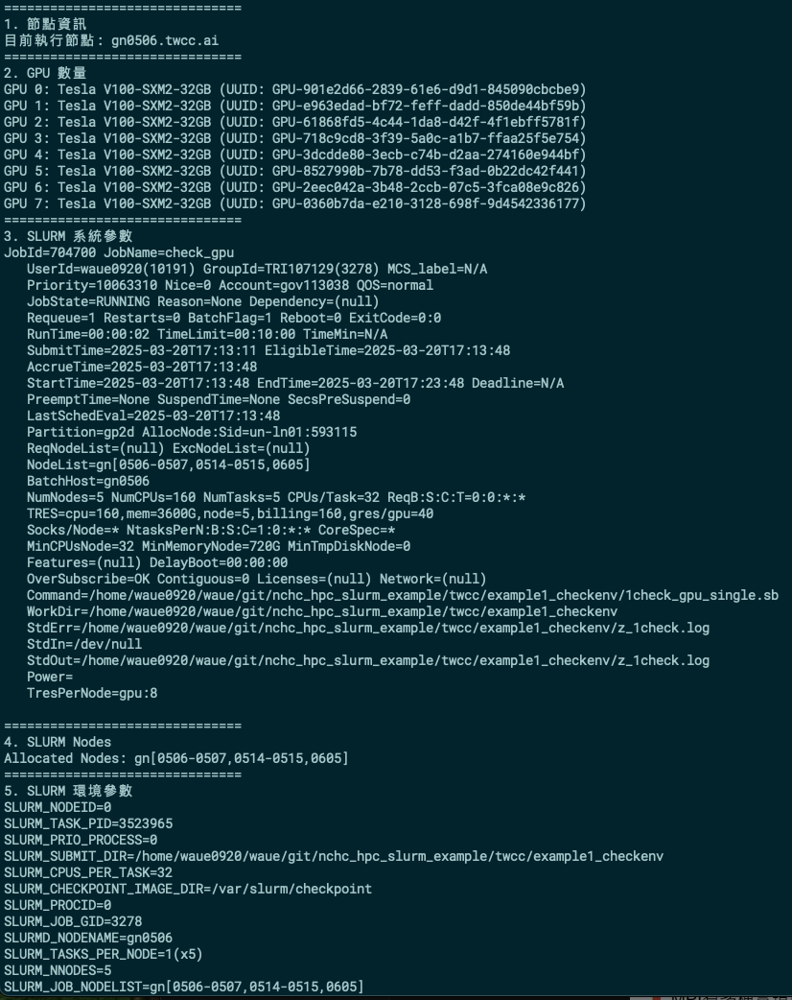 ===============================
1. 節點資訊
目前執行節點: gn0506.twcc.ai
===============================
2. GPU 數量
GPU 0: Tesla V100-SXM2-32GB (UUID: GPU-901e2d66-2839-61e6-d9d1-845090cbcbe9)
GPU 1: Tesla V100-SXM2-32GB (UUID: GPU-e963edad-bf72-feff-dadd-850de44bf59b)
GPU 2: Tesla V100-SXM2-32GB (UUID: GPU-61868fd5-4c44-1da8-d42f-4f1ebff5781f)
GPU 3: Tesla V100-SXM2-32GB (UUID: GPU-718c9cd8-3f39-5a0c-a1b7-ffaa25f5e754)
GPU 4: Tesla V100-SXM2-32GB (UUID: GPU-3dcdde80-3ecb-c74b-d2aa-274160e944bf)
GPU 5: Tesla V100-SXM2-32GB (UUID: GPU-8527990b-7b78-dd53-f3ad-0b22dc42f441)
GPU 6: Tesla V100-SXM2-32GB (UUID: GPU-2eec042a-3b48-2ccb-07c5-3fca08e9c826)
GPU 7: Tesla V100-SXM2-32GB (UUID: GPU-0360b7da-e210-3128-698f-9d4542336177)
===============================
3. SLURM 系統參數
JobId=704700 JobName=check_gpu
   UserId=waue0920(10191) GroupId=TRI107129(3278) MCS_label=N/A
   Priority=10063310 Nice=0 Account=gov113038 QOS=normal
   JobState=RUNNING Reason=None Dependency=(null)
   Requeue=1 Restarts=0 BatchFlag=1 Reboot=0 ExitCode=0:0
   RunTime=00:00:02 TimeLimit=00:10:00 TimeMin=N/A
   SubmitTime=2025-03-20T17:13:11 EligibleTime=2025-03-20T17:13:48
   AccrueTime=2025-03-20T17:13:48
   StartTime=2025-03-20T17:13:48 EndTime=2025-03-20T17:23:48 Deadline=N/A
   PreemptTime=None SuspendTime=None SecsPreSuspend=0
   LastSchedEval=2025-03-20T17:13:48
   Partition=gp2d AllocNode:Sid=un-ln01:593115
   ReqNodeList=(null) ExcNodeList=(null)
   NodeList=gn[0506-0507,0514-0515,0605]
   BatchHost=gn0506
   NumNodes=5 NumCPUs=160 NumTasks=5 CPUs/Task=32 ReqB:S:C:T=0:0:*:*
   TRES=cpu=160,mem=3600G,node=5,billing=160,gres/gpu=40
   Socks/Node=* NtasksPerN:B:S:C=1:0:*:* CoreSpec=*
   MinCPUsNode=32 MinMemoryNode=720G MinTmpDiskNode=0
   Features=(null) DelayBoot=00:00:00
   OverSubscribe=OK Contiguous=0 Licenses=(null) Network=(null)
   Command=/home/waue0920/waue/git/nchc_hpc_slurm_example/twcc/example1_checkenv/1check_gpu_single.sb
   WorkDir=/home/waue0920/waue/git/nchc_hpc_slurm_example/twcc/example1_checkenv
   StdErr=/home/waue0920/waue/git/nchc_hpc_slurm_example/twcc/example1_checkenv/z_1check.log
   StdIn=/dev/null
   StdOut=/home/waue0920/waue/git/nchc_hpc_slurm_example/twcc/example1_checkenv/z_1check.log
   Power=
   TresPerNode=gpu:8
===============================
4. SLURM Nodes
Allocated Nodes: gn[0506-0507,0514-0515,0605]
===============================
5. SLURM 環境參數
SLURM_NODEID=0
SLURM_TASK_PID=3523965
SLURM_PRIO_PROCESS=0
SLURM_SUBMIT_DIR=/home/waue0920/waue/git/nchc_hpc_slurm_example/twcc/example1_checkenv
SLURM_CPUS_PER_TASK=32
SLURM_CHECKPOINT_IMAGE_DIR=/var/slurm/checkpoint
SLURM_PROCID=0
SLURM_JOB_GID=3278
SLURMD_NODENAME=gn0506
SLURM_TASKS_PER_NODE=1(x5)
SLURM_NNODES=5
SLURM_JOB_NODELIST=gn[0506-0507,0514-0515,0605]